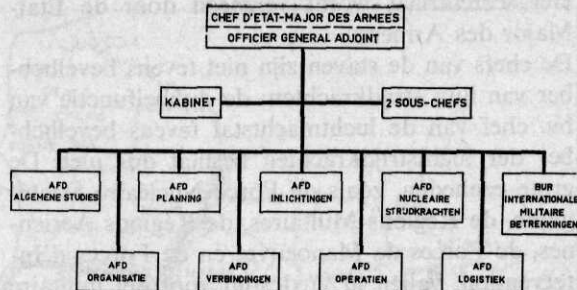 CHEF D'ETAT-MAJOR DES ARMEES
OFFICIER GENERAL ADJOINT
KABINET
2 SOUS-CHEFS
AFD
ALGEMENE STUDIES
AFD
PLANNING
AFD
INLICHTINGEN
AFD
NUCLEAIRE
STRIJDKRACHTEN
BUR
INTERNATIONALE
MILITAIRE
BETREKKINGEN
AFD
ORGANISATIE
AFD
VERBINDINGEN
AFD
OPERATIEN
AFD
LOGISTIEK